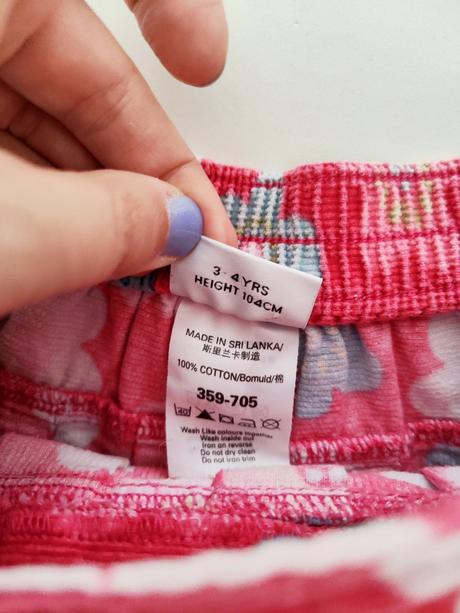 3-4YRS
HEIGHT 104CM
MADE IN SRI LANKA/
斯里兰卡制造
100% COTTON/Bomuld/棉
359-705
40
Wash Like colours together
Wash inside out
Iron on reverse
Do not dry clean
Do not iron trim